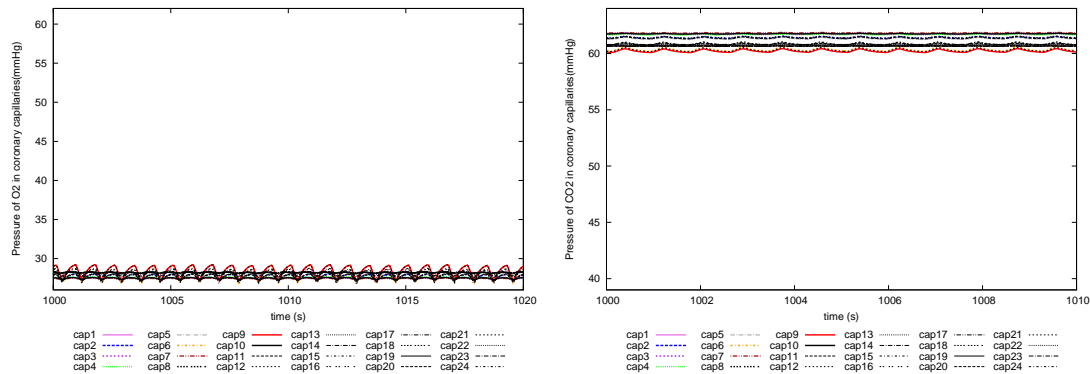 Pressure of O2 in coronary capillaries(mmHg)
60
55
50
45
40
35
30
1000 1005 1010 1015 1020
time (s)
cap1 cap5 cap9 cap13 cap17 cap21
cap2 cap6 cap10 cap14 cap18 cap22
cap3 cap7 cap11 cap15 cap19 cap23
cap4 cap8 cap12 cap16 cap20 cap24
Pressure of CO2 in coronary capillaries(mmHg)
60
55
50
45
40
1000 1002 1004 1006 1008 1010
time (s)
cap1 cap5 cap9 cap13 cap17 cap21
cap2 cap6 cap10 cap14 cap18 cap22
cap3 cap7 cap11 cap15 cap19 cap23
cap4 cap8 cap12 cap16 cap20 cap24